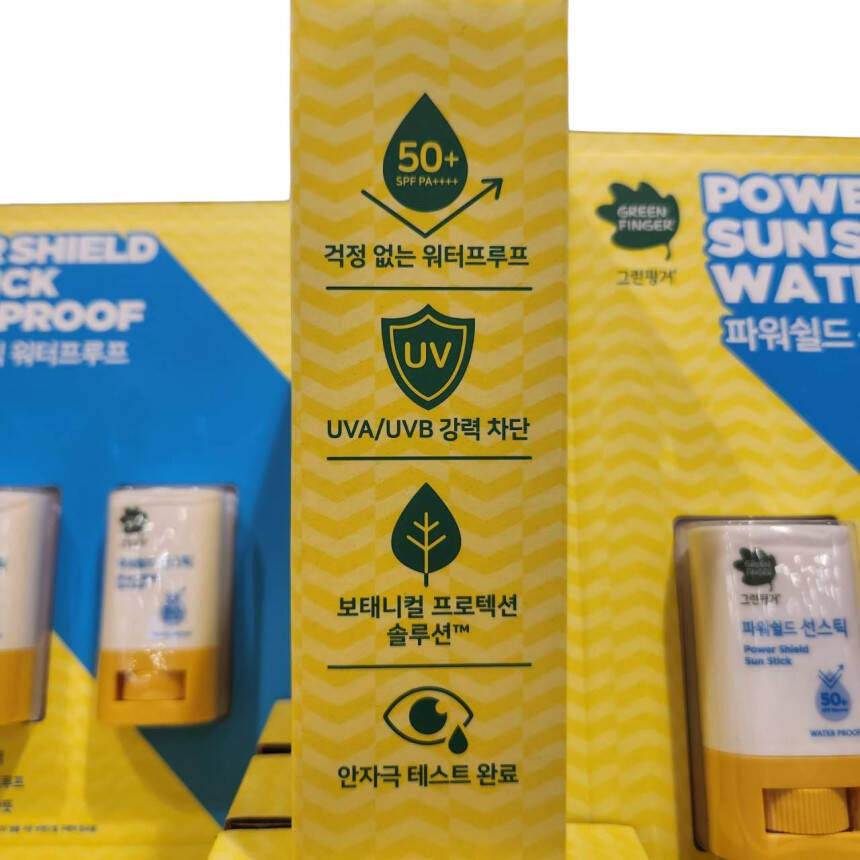 50+
SPF PA++++
걱정 없는 워터프루프
UV
UVA/UVB 강력 차단
보태니컬 프로텍션
솔루션™
안자극 테스트 완료
R SHIELD
ICK
PROOF
워터프루프
GREEN
FINGER
그린핑거
POWE
SUN S
WAT
파워쉴드
GREEN
FINGER
그린핑거
파워쉴드 선스틱
Power Shield
Sun Stick
50+
WATER PROOF